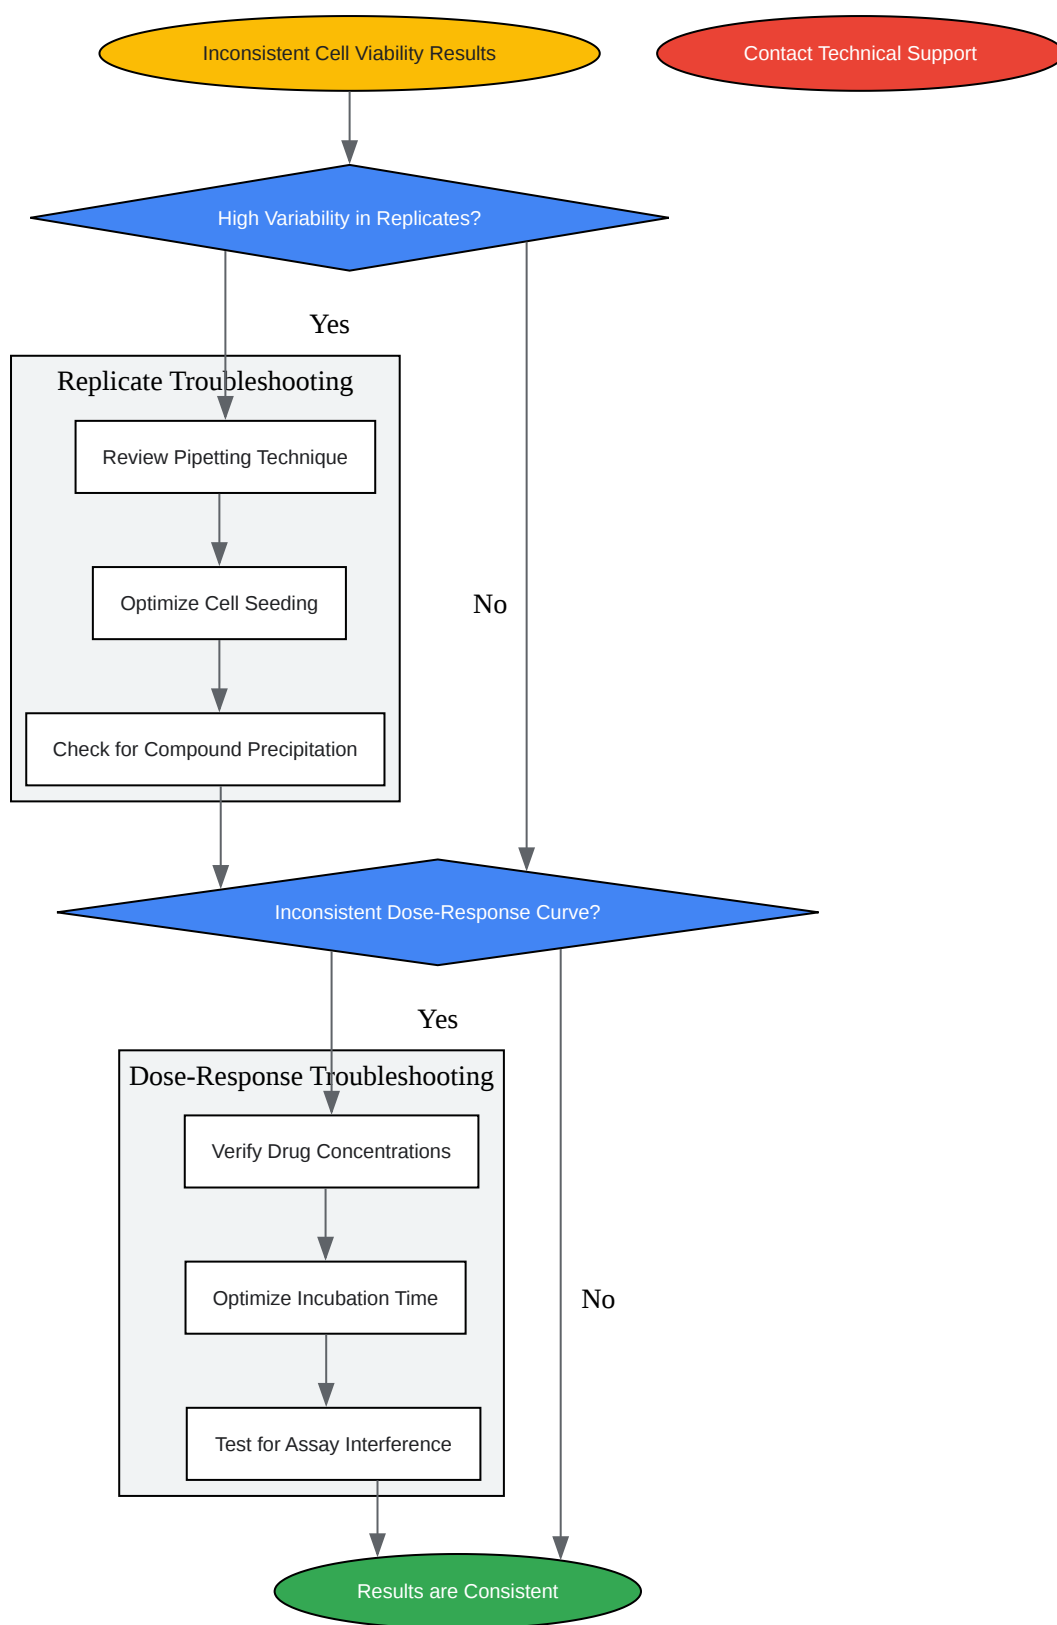 Inconsistent Cell Viability Results
Contact Technical Support
High Variability in Replicates?
Yes
Replicate Troubleshooting
Review Pipetting Technique
Optimize Cell Seeding
No
Check for Compound Precipitation
Inconsistent Dose-Response Curve?
Yes
Dose-Response Troubleshooting
Verify Drug Concentrations
Optimize Incubation Time
No
Test for Assay Interference
Results are Consistent